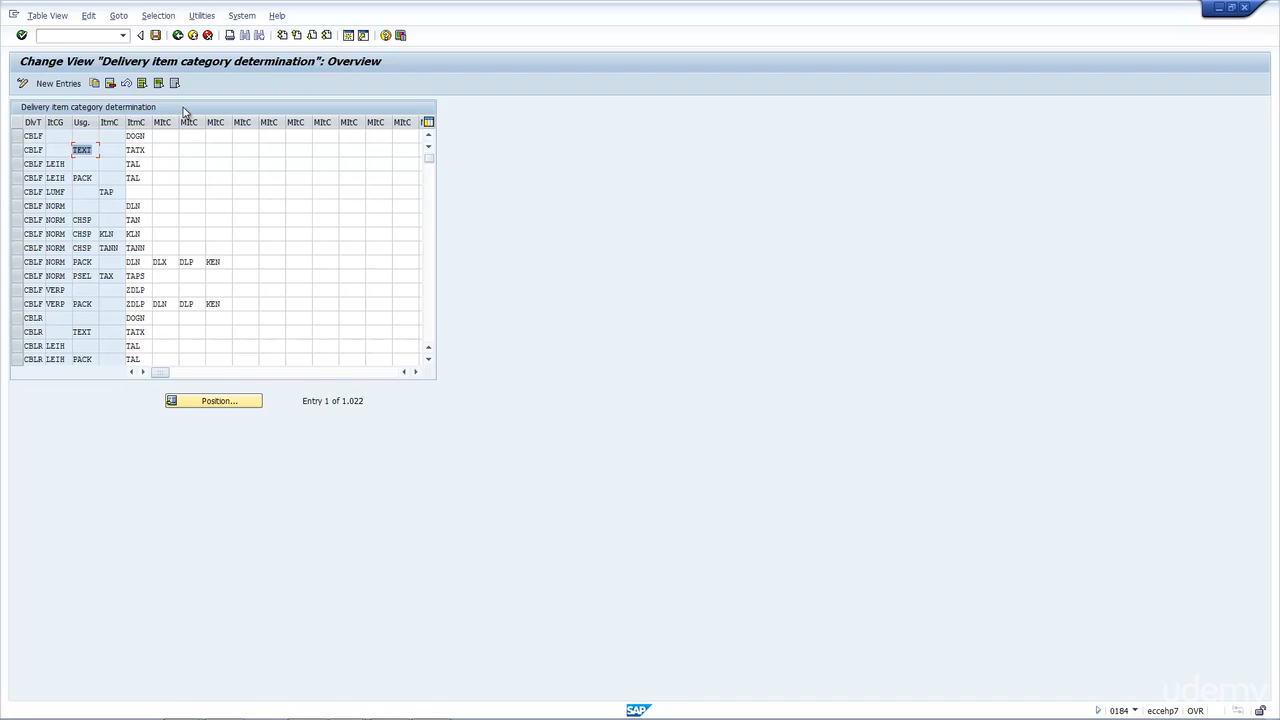 Table View Edit Goto Selection Utilities System Help
Change View "Delivery item category determination": Overview
New Entries
Delivery item category determination
DlvT ItCG Usg. ItmC ItmC MItC MItC MItC MItC MItC MItC MItC MItC MItC MItC
CBLF DOGN
CBLF TEXT TATX
CBLF LEIH TAL
CBLF LEIH PACK TAL
CBLF LUMF TAP
CBLF NORM DLN
CBLF NORM CHSP TAN
CBLF NORM CHSP KLN KLN
CBLF NORM CHSP TANN TANN
CBLF NORM PACK DLN DLX DLP KEN
CBLF NORM PSEL TAX TAPS
CBLF VERP ZDLP
CBLF VERP PACK ZDLP DLN DLP KEN
CBLR DOGN
CBLR TEXT TATX
CBLR LEIH TAL
CBLR LEIH PACK TAL
Position... Entry 1 of 1.022
udemy
SAP 0184 eccehp7 OVR